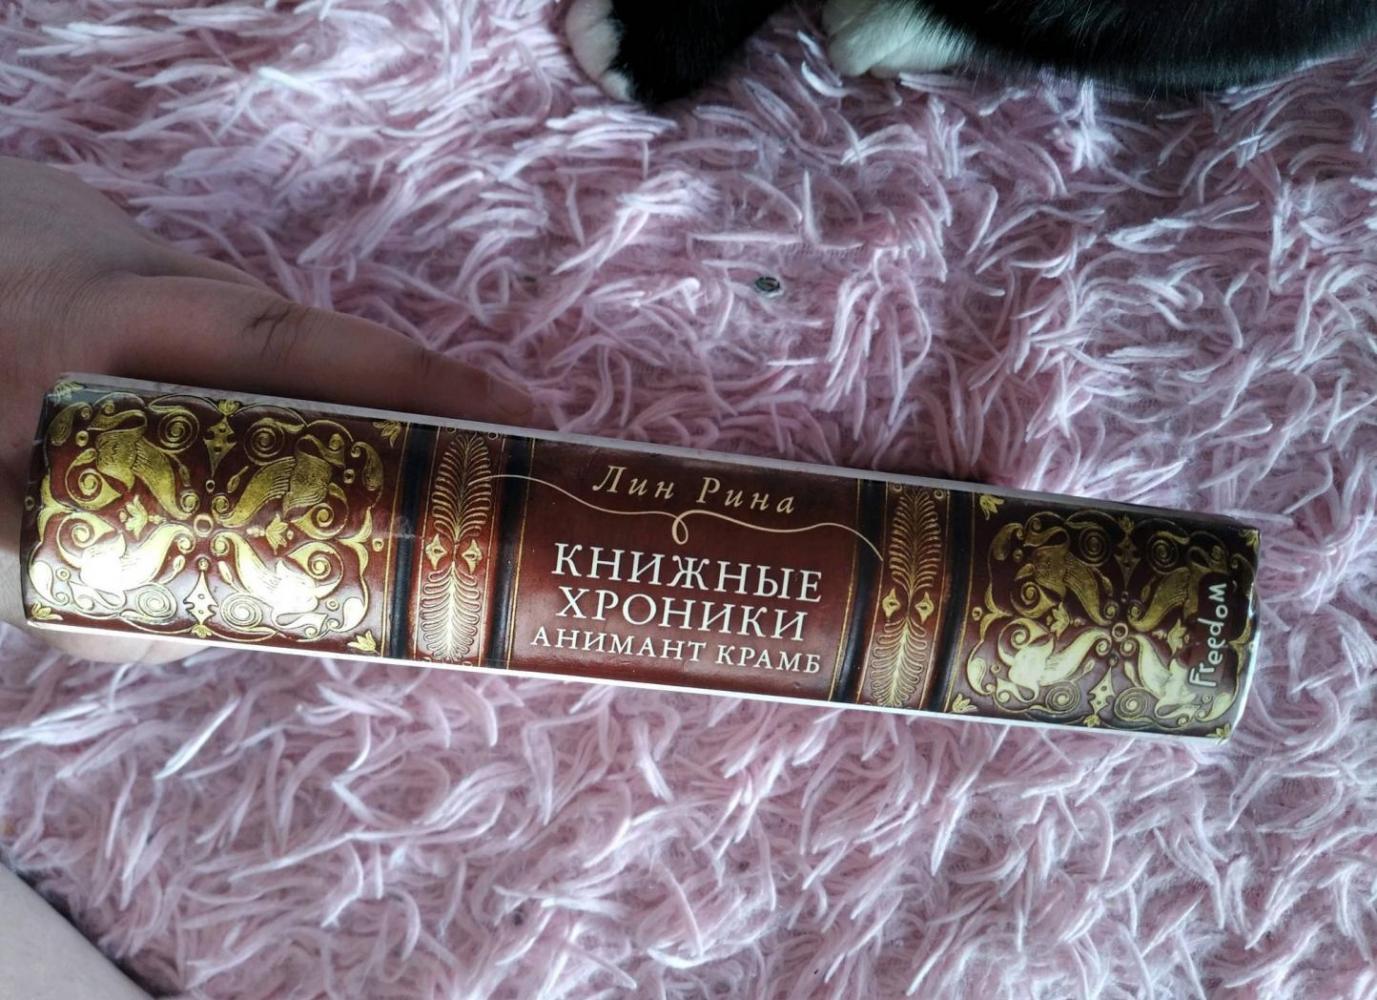 Лин Рина
КНИЖНЫЕ
ХРОНИКИ
АНИМАНТ КРАМБ
Freedom